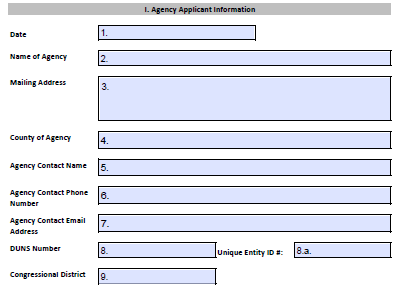 I. Agency Applicant Information
Date 1.
Name of Agency 2.
Mailing Address 3.
County of Agency 4.
Agency Contact Name 5.
Agency Contact Phone
Number 6.
Agency Contact Email
Address 7.
DUNS Number 8. Unique Entity ID #: 8.a.
Congressional District 9.